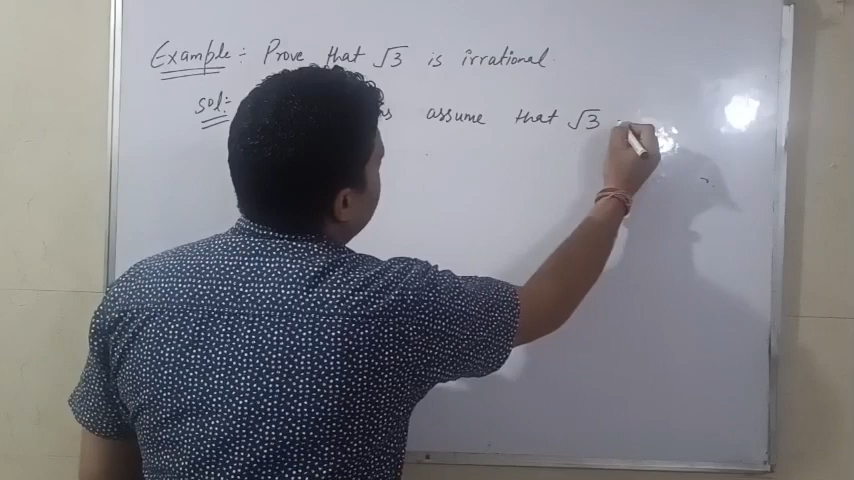 Example:- Prove that √3 is irrational.
Sol:- assume that √3